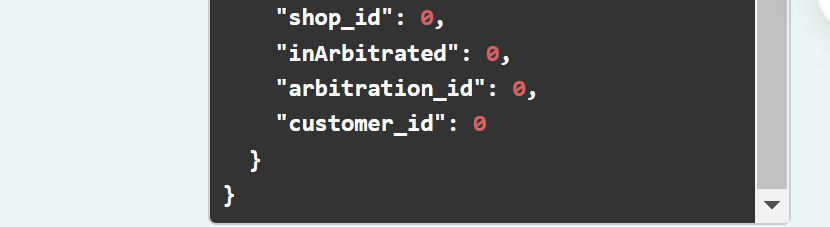 "shop_id": 0,
"inArbitrated": 0,
"arbitration_id": 0,
"customer_id": 0
}
}